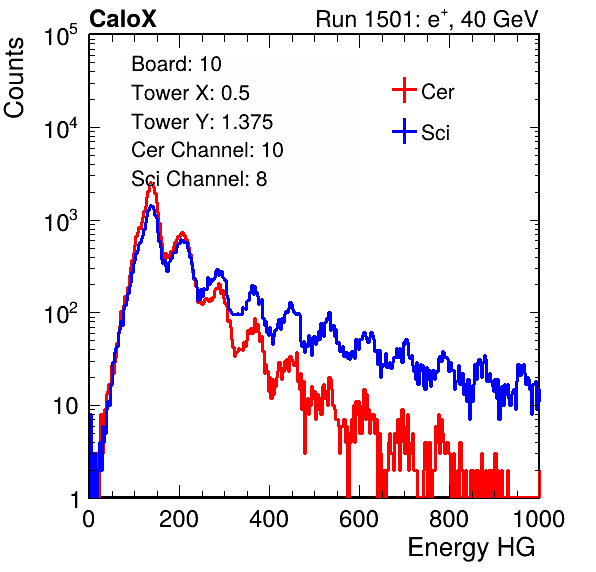 CaloX Run 1501: e⁺, 40 GeV
Counts
10⁵
10⁴
10³
10²
10
1
Board: 10
Tower X: 0.5
Tower Y: 1.375
Cer Channel: 10
Sci Channel: 8
Cer
Sci
0 200 400 600 800 1000
Energy HG